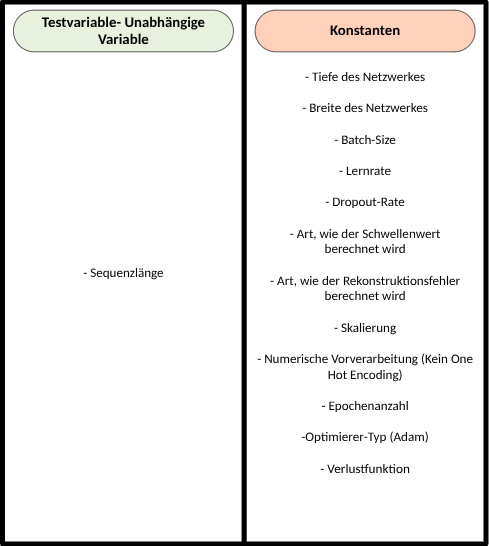 Testvariable- Unabhängige
Variable
- Sequenzlänge
Konstanten
- Tiefe des Netzwerkes
- Breite des Netzwerkes
- Batch-Size
- Lernrate
- Dropout-Rate
- Art, wie der Schwellenwert
berechnet wird
- Art, wie der Rekonstruktionsfehler
berechnet wird
- Skalierung
- Numerische Vorverarbeitung (Kein One
Hot Encoding)
- Epochenanzahl
-Optimierer-Typ (Adam)
- Verlustfunktion